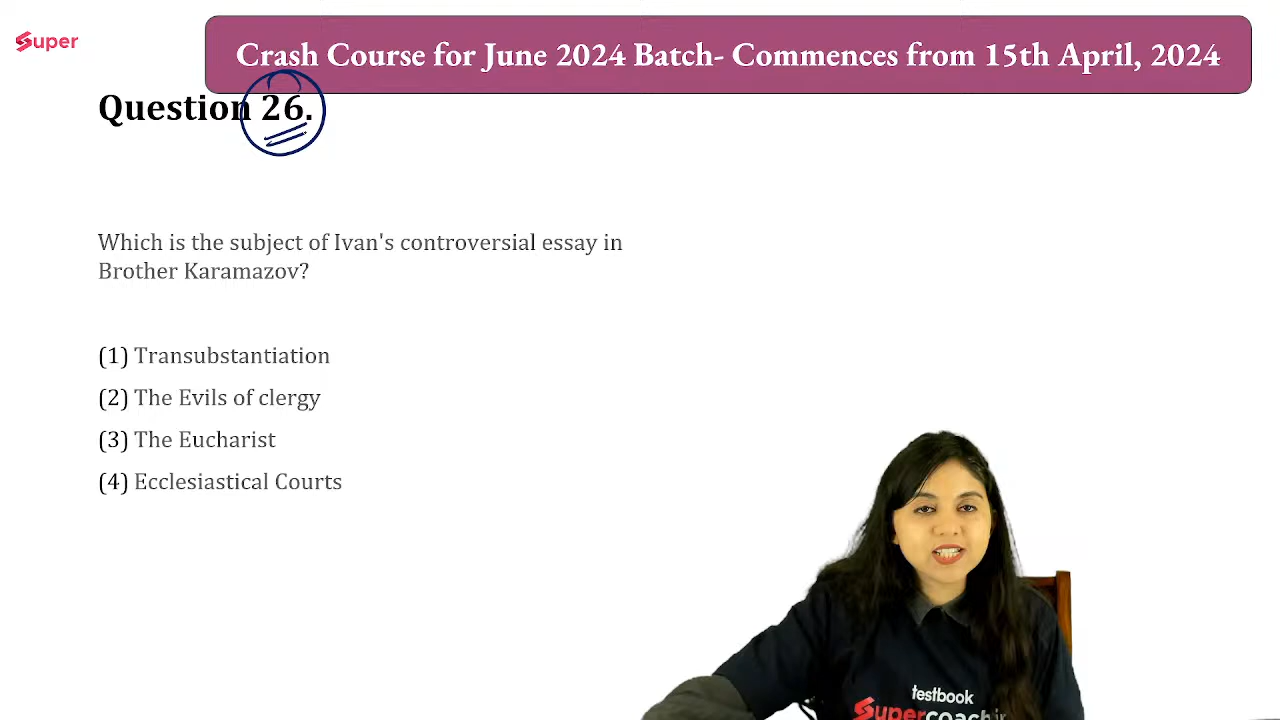 Super
Crash Course for June 2024 Batch- Commences from 15th April, 2024
Question 26.
Which is the subject of Ivan's controversial essay in
Brother Karamazov?
(1) Transubstantiation
(2) The Evils of clergy
(3) The Eucharist
(4) Ecclesiastical Courts
testbook
Supercoaching